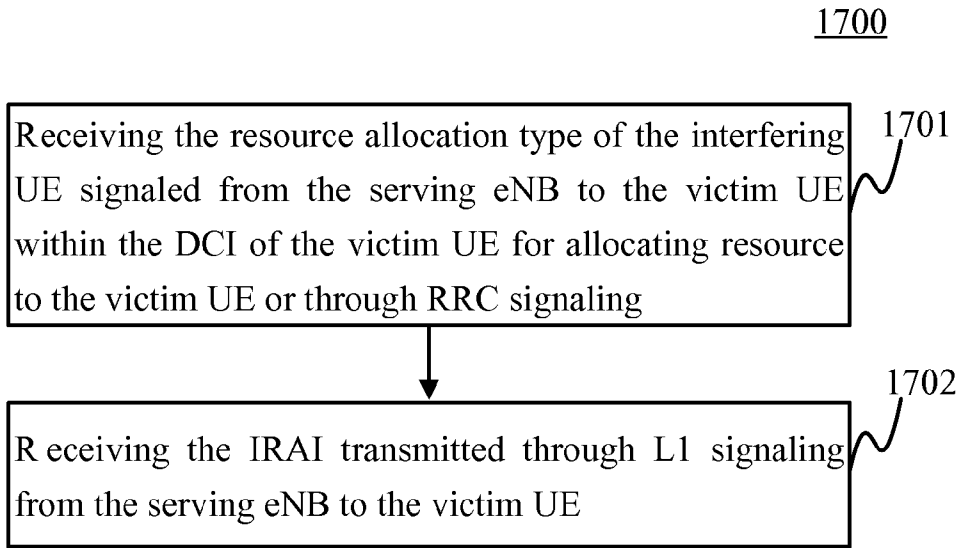 1700
1701
Receiving the resource allocation type of the interfering
UE signaled from the serving eNB to the victim UE
within the DCI of the victim UE for allocating resource
to the victim UE or through RRC signaling
1702
R eceiving the IRAI transmitted through L1 signaling
from the serving eNB to the victim UE